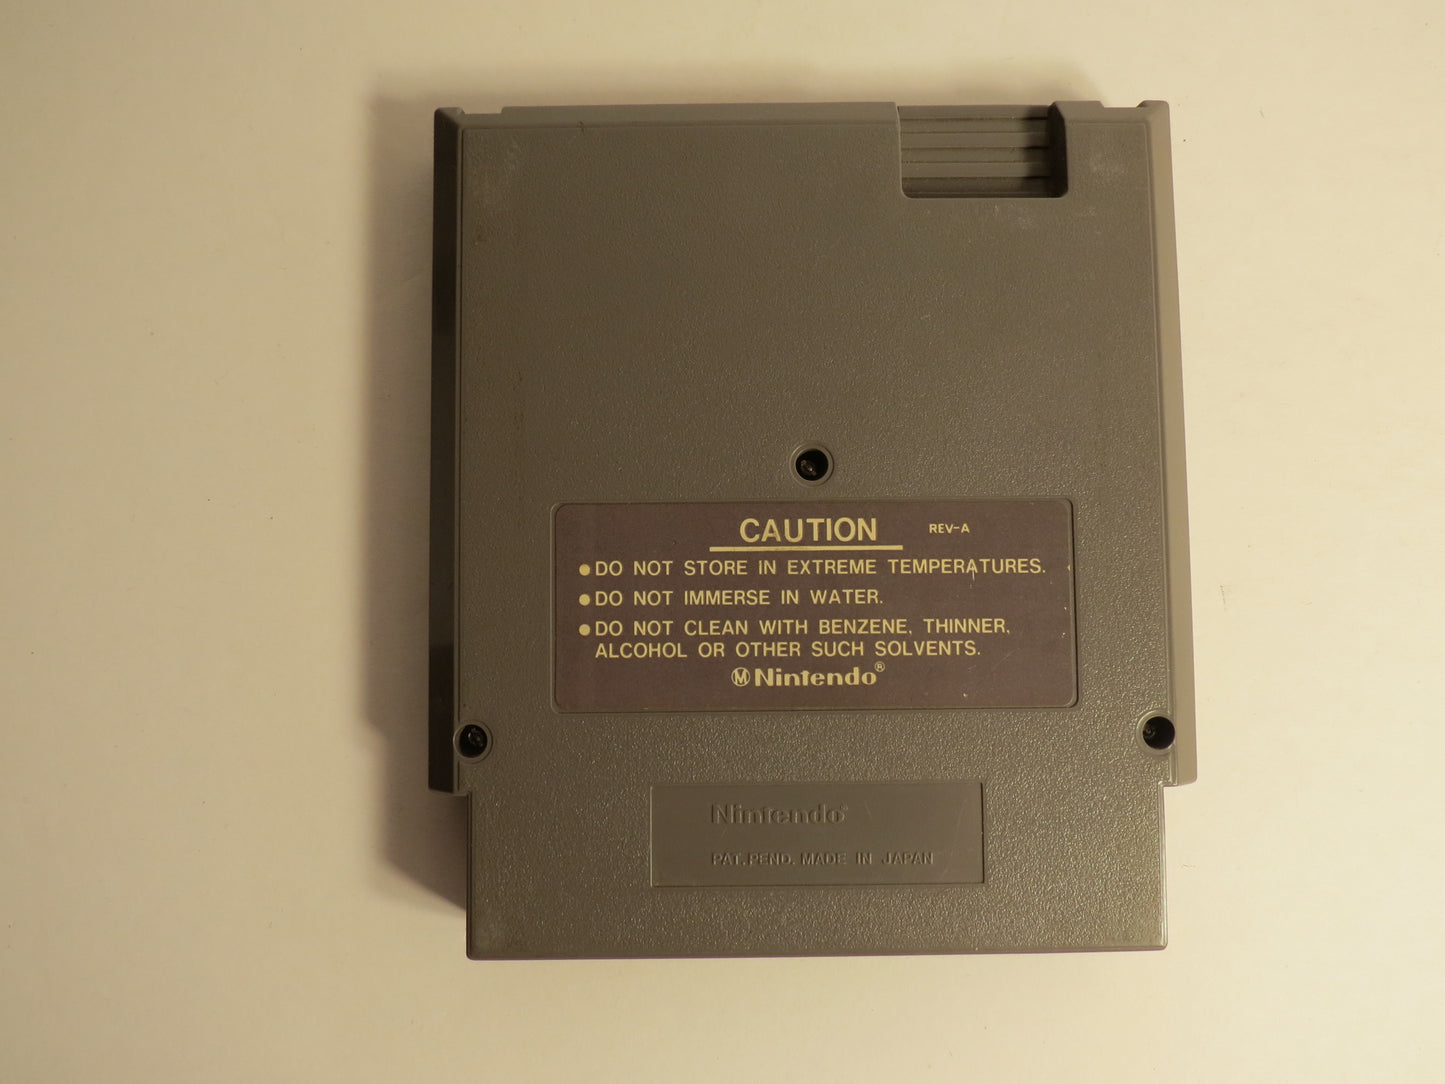 CAUTION REV-A
●DO NOT STORE IN EXTREME TEMPERATURES.
●DO NOT IMMERSE IN WATER.
●DO NOT CLEAN WITH BENZENE, THINNER,
ALCOHOL OR OTHER SUCH SOLVENTS.
Ⓜ Nintendo®
Nintendo®
PAT. PEND. MADE IN JAPAN